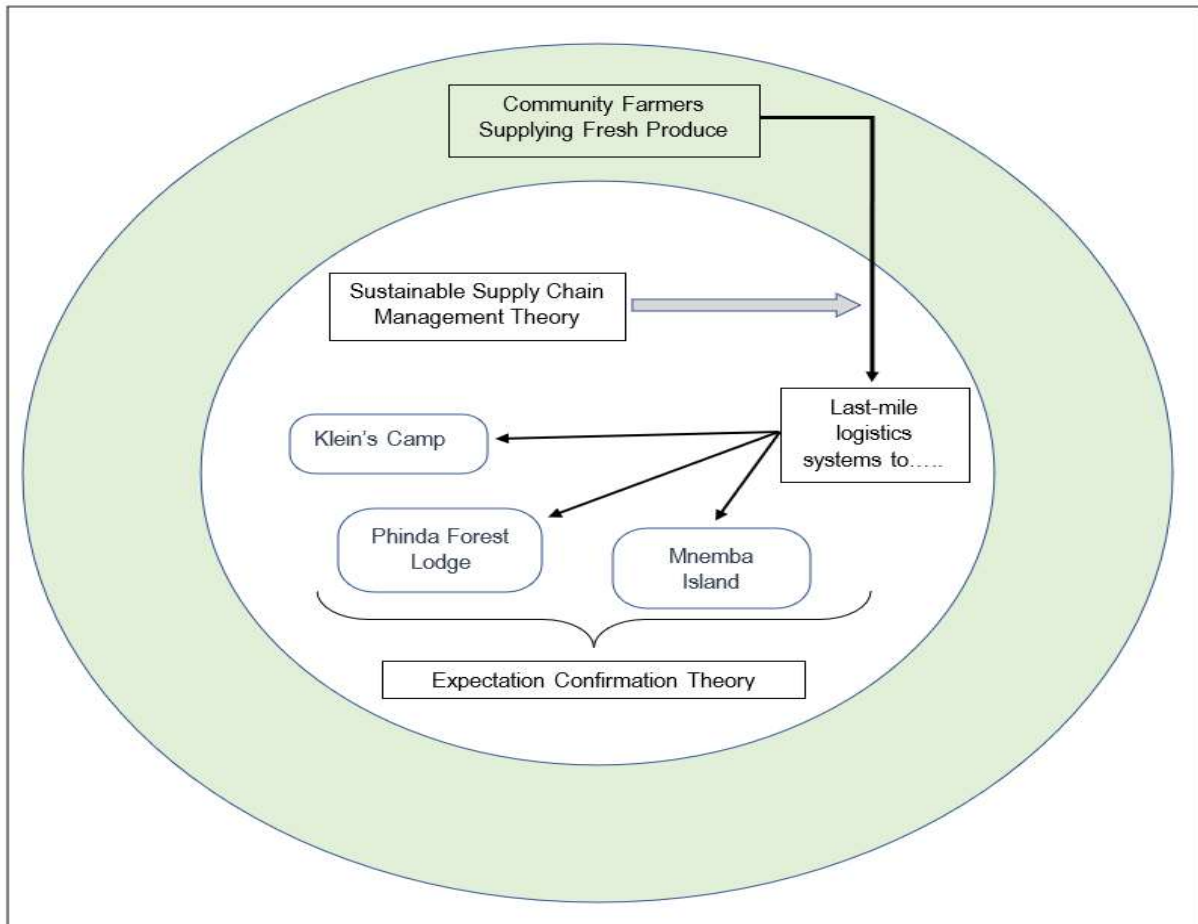 Community Farmers
Supplying Fresh Produce
Sustainable Supply Chain
Management Theory
Last-mile
logistics
systems to…..
Klein’s Camp
Phinda Forest
Lodge
Mnemba
Island
Expectation Confirmation Theory